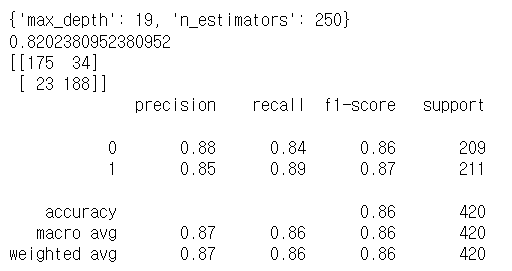 {'max_depth': 19, 'n_estimators': 250}
0.8202380952380952
[[175  34]
 [ 23 188]]
              precision    recall  f1-score   support

           0       0.88      0.84      0.86       209
           1       0.85      0.89      0.87       211

    accuracy                           0.86       420
   macro avg       0.87      0.86      0.86       420
weighted avg       0.87      0.86      0.86       420